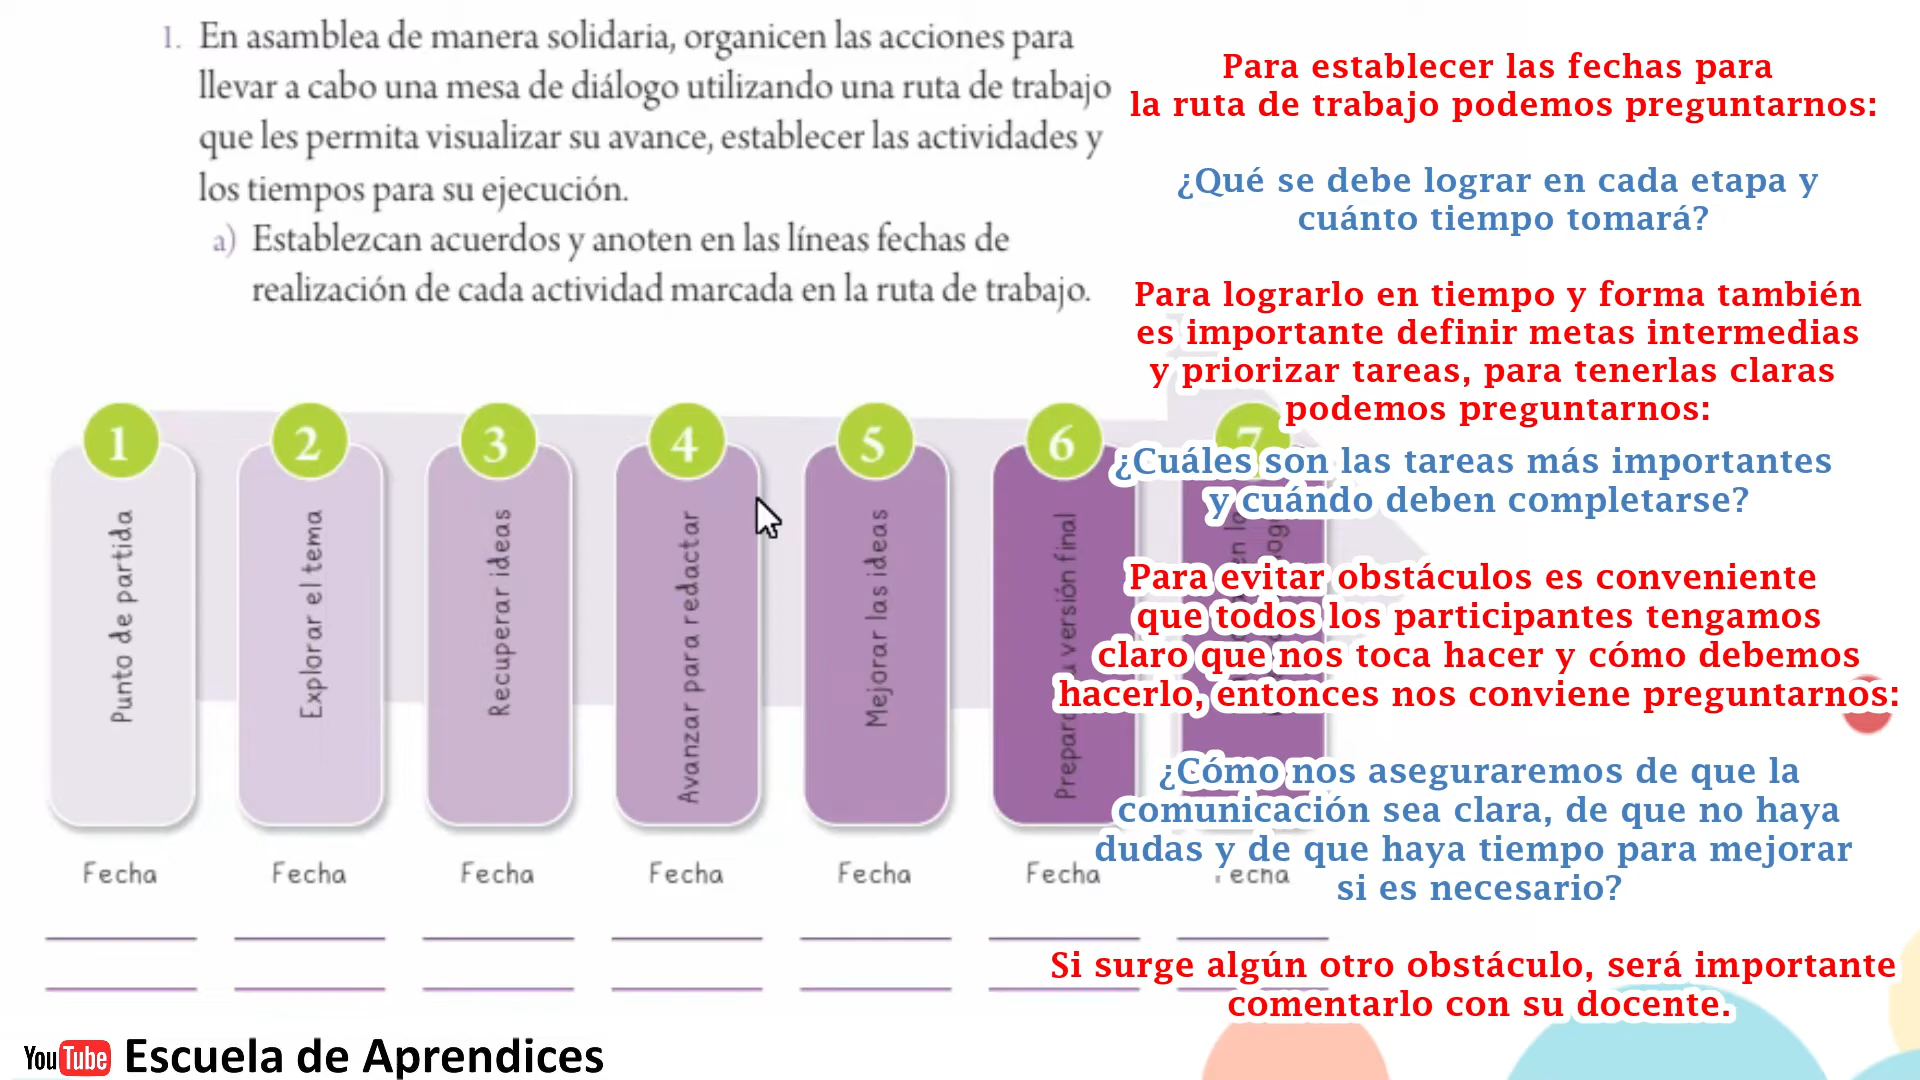 1. En asamblea de manera solidaria, organicen las acciones para
llevar a cabo una mesa de diálogo utilizando una ruta de trabajo
que les permita visualizar su avance, establecer las actividades y
los tiempos para su ejecución.
a) Establezcan acuerdos y anoten en las líneas fechas de
realización de cada actividad marcada en la ruta de trabajo.
Para establecer las fechas para
la ruta de trabajo podemos preguntarnos:
¿Qué se debe lograr en cada etapa y
cuánto tiempo tomará?
Para lograrlo en tiempo y forma también
es importante definir metas intermedias
y priorizar tareas, para tenerlas claras
podemos preguntarnos:
¿Cuáles son las tareas más importantes
y cuándo deben completarse?
Para evitar obstáculos es conveniente
que todos los participantes tengamos
claro que nos toca hacer y cómo debemos
hacerlo, entonces nos conviene preguntarnos:
¿Cómo nos aseguraremos de que la
comunicación sea clara, de que no haya
dudas y de que haya tiempo para mejorar
si es necesario?
Si surge algún otro obstáculo, será importante
comentarlo con su docente.
1 2 3 4 5 6 7
Punto de partida
Explorar el tema
Recuperar ideas
Avanzar para redactar
Mejorar las ideas
versión final
Fecha Fecha Fecha Fecha Fecha Fecha Fecha
YouTube Escuela de Aprendices